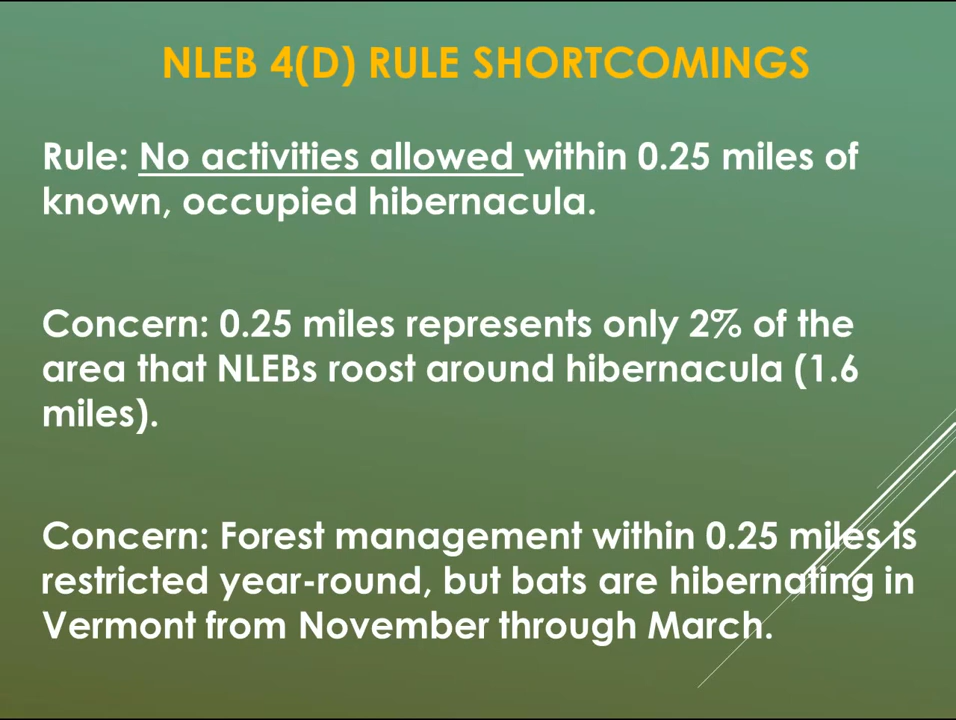 NLEB 4(D) RULE SHORTCOMINGS
Rule: No activities allowed within 0.25 miles of
known, occupied hibernacula.
Concern: 0.25 miles represents only 2% of the
area that NLEBs roost around hibernacula (1.6
miles).
Concern: Forest management within 0.25 miles is
restricted year-round, but bats are hibernating in
Vermont from November through March.